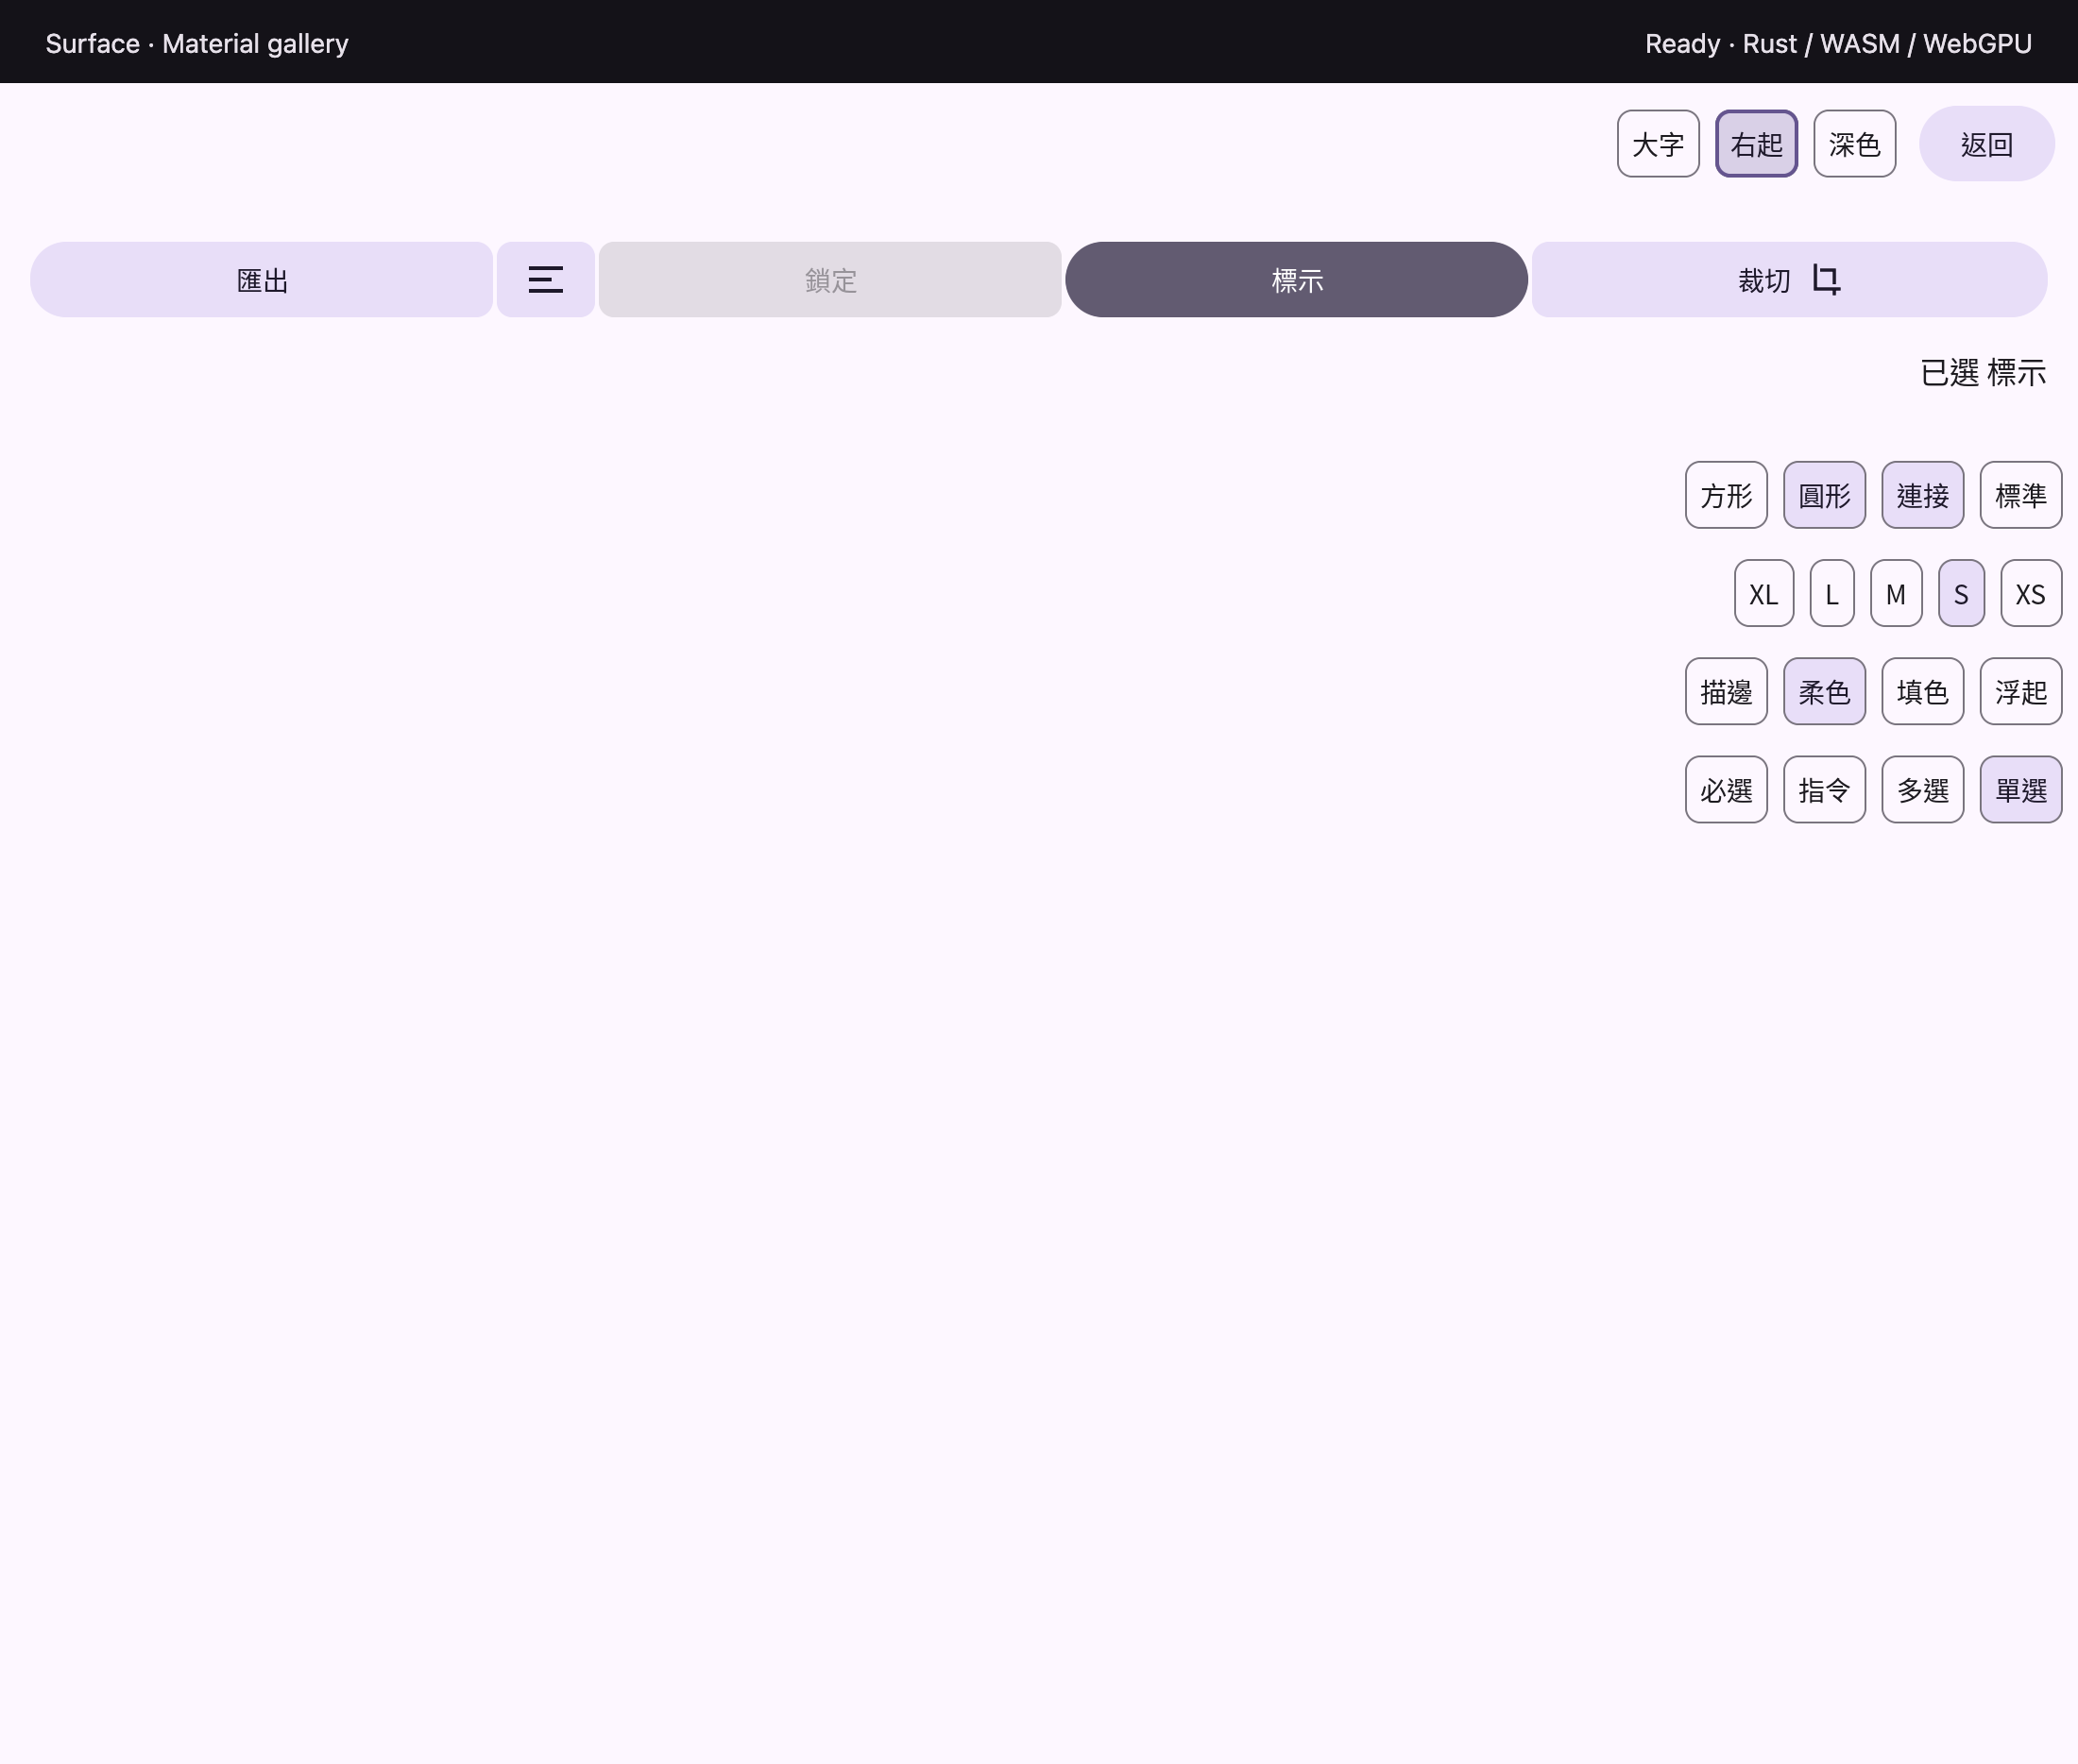 Surface · Material gallery Ready · Rust / WASM / WebGPU
大字 右起 深色 返回
匯出 鎖定 標示 裁切
已選 標示
方形 圓形 連接 標準
XL L M S XS
描邊 柔色 填色 浮起
必選 指令 多選 單選